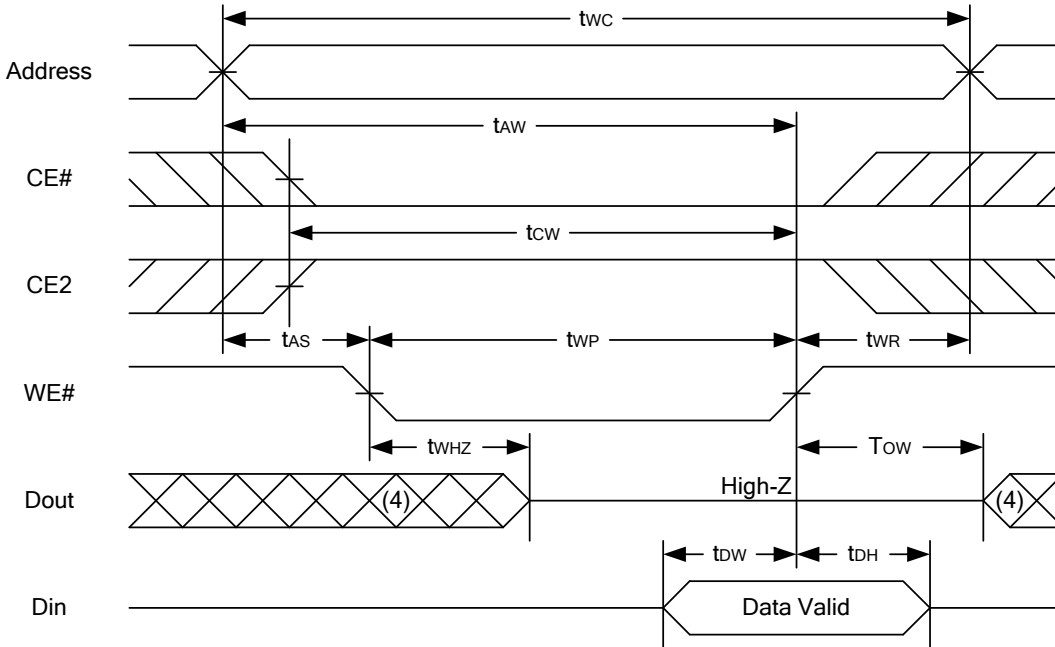 tWC
Address
tAW
CE#
tCW
CE2
tAS tWP tWR
WE#
tWHZ TOW
High-Z
Dout (4) (4)
tDW tDH
Din Data Valid